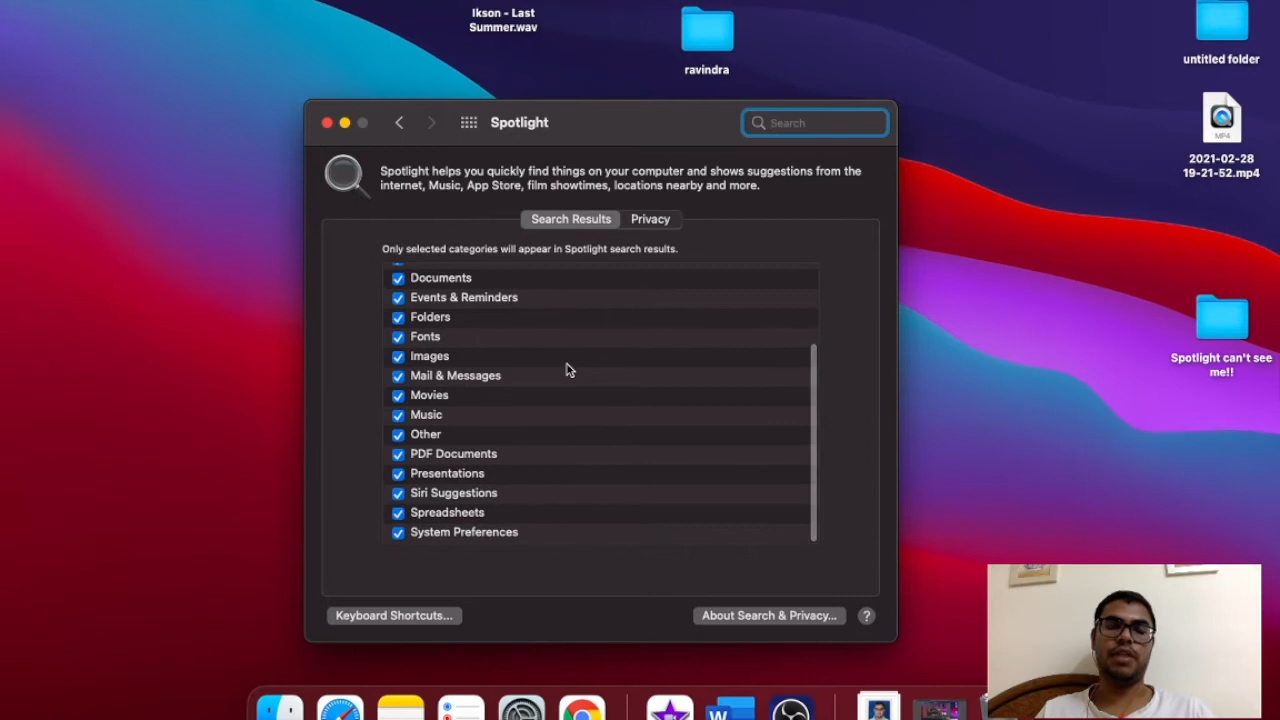 Ikson - Last
Summer.wav
ravindra
untitled folder
MP4
2021-02-28
19-21-52.mp4
Spotlight can't see
me!!
Spotlight
Search
Spotlight helps you quickly find things on your computer and shows suggestions from the
internet, Music, App Store, film showtimes, locations nearby and more.
Search Results
Privacy
Only selected categories will appear in Spotlight search results.
Documents
Events & Reminders
Folders
Fonts
Images
Mail & Messages
Movies
Music
Other
PDF Documents
Presentations
Siri Suggestions
Spreadsheets
System Preferences
Keyboard Shortcuts...
About Search & Privacy...
?
W